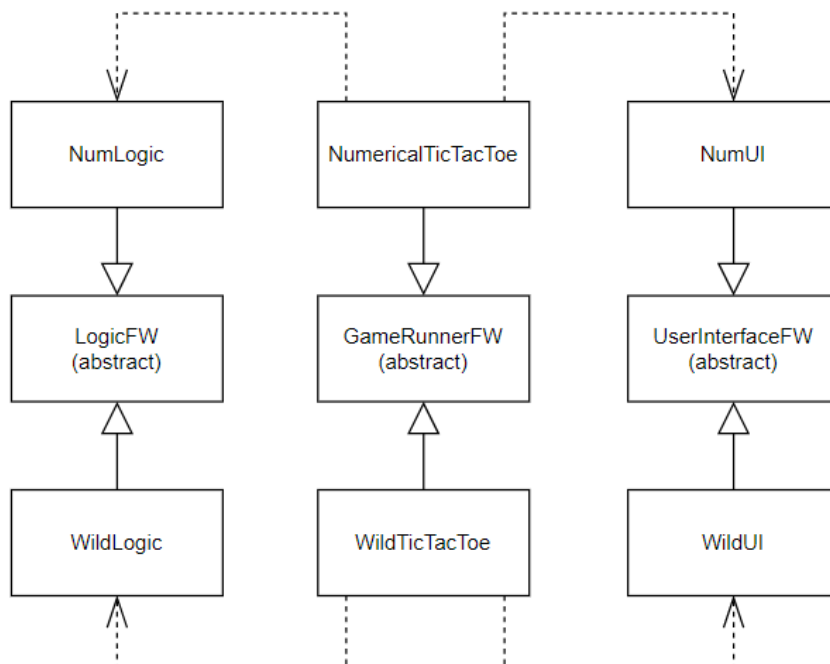 NumLogic
NumericalTicTacToe
NumUI
LogicFW
(abstract)
GameRunnerFW
(abstract)
UserInterfaceFW
(abstract)
WildLogic
WildTicTacToe
WildUI